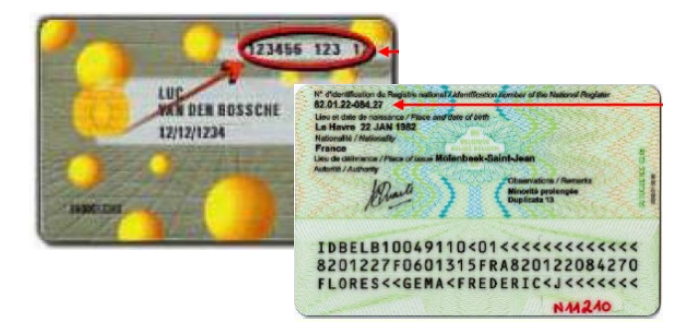 123456 123 12
LUC
VAN DEN BOSSCHE
12/12/1234
N° d'identification du Registre national / Identification number of the National Register
82.01.22-084.27
Lieu et date de naissance / Place and date of birth
Le Havre 22 JAN 1982
Nationalité / Nationality
France
Lieu de délivrance / Place of issue Molenbeek-Saint-Jean
Autorité / Authority
Observations / Remarks
Minorité prolongée
Duplicata 13
IDBELB10049110<01<<<<<<<<<<<<<
8201227F0601315FRA820122084270
FLORES<<GEMA<FREDERIC<J<<<<<<<
N11210